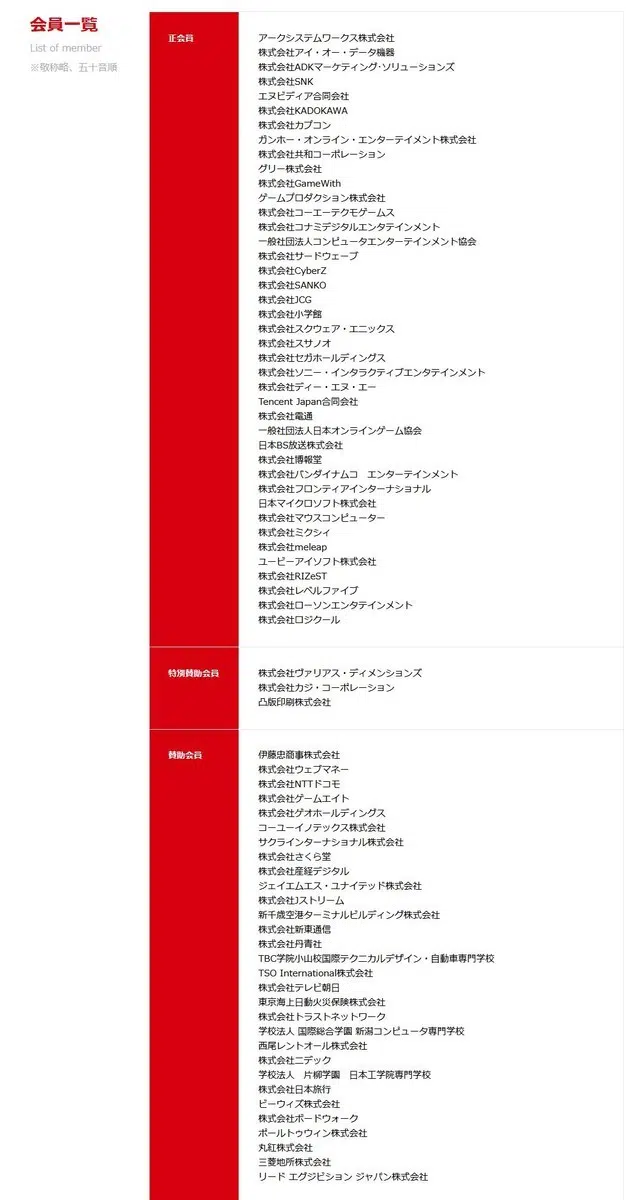 会員一覧
List of member
※敬称略、五十音順
正会員
アークシステムワークス株式会社
株式会社アイ・オー・データ機器
株式会社ADKマーケティング･ソリューションズ
株式会社SNK
エヌビディア合同会社
株式会社KADOKAWA
株式会社カプコン
ガンホー・オンライン・エンターテイメント株式会社
株式会社共和コーポレーション
グリー株式会社
株式会社GameWith
ゲームプロダクション株式会社
株式会社コーエーテクモゲームス
株式会社コナミデジタルエンタテインメント
一般社団法人コンピュータエンターテインメント協会
株式会社サードウェーブ
株式会社CyberZ
株式会社SANKO
株式会社JCG
株式会社小学館
株式会社スクウェア・エニックス
株式会社スサノオ
株式会社セガホールディングス
株式会社ソニー・インタラクティブエンタテインメント
株式会社ディー・エヌ・エー
Tencent Japan合同会社
株式会社電通
一般社団法人日本オンラインゲーム協会
日本BS放送株式会社
株式会社博報堂
株式会社バンダイナムコ　エンターテインメント
株式会社フロンティアインターナショナル
日本マイクロソフト株式会社
株式会社マウスコンピューター
株式会社ミクシィ
株式会社meleap
ユービーアイソフト株式会社
株式会社RIZeST
株式会社レベルファイブ
株式会社ローソンエンタテインメント
株式会社ロジクール
特別賛助会員
株式会社ヴァリアス・ディメンションズ
株式会社カジ・コーポレーション
凸版印刷株式会社
賛助会員
伊藤忠商事株式会社
株式会社ウェブマネー
株式会社NTTドコモ
株式会社ゲームエイト
株式会社ゲオホールディングス
コーユーイノテックス株式会社
サクラインターナショナル株式会社
株式会社さくら堂
株式会社産経デジタル
ジェイエムエス・ユナイテッド株式会社
株式会社Jストリーム
新千歳空港ターミナルビルディング株式会社
株式会社新東通信
株式会社丹青社
TBC学院小山校国際テクニカルデザイン・自動車専門学校
TSO International株式会社
株式会社テレビ朝日
東京海上日動火災保険株式会社
株式会社トラストネットワーク
学校法人 国際総合学園 新潟コンピュータ専門学校
西尾レントオール株式会社
株式会社ニデック
学校法人　片柳学園　日本工学院専門学校
株式会社日本旅行
ビーウィズ株式会社
株式会社ボードウォーク
ポールトゥウィン株式会社
丸紅株式会社
三菱地所株式会社
リード エグジビション ジャパン株式会社